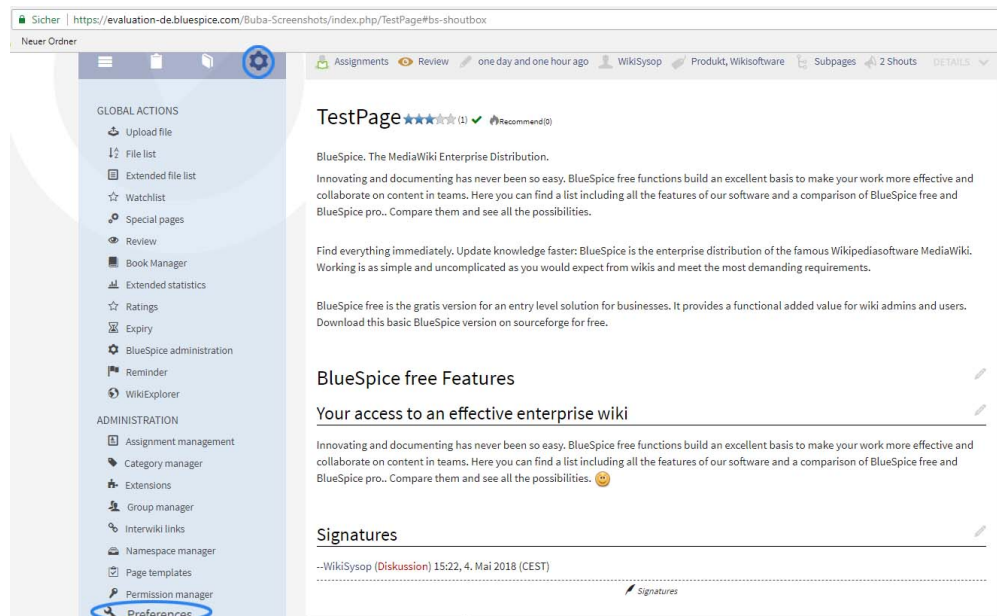 Sicher | https://evaluation-de.bluespice.com/Buba-Screenshots/index.php/TestPage#bs-shoutbox
Neuer Ordner
Assignments Review one day and one hour ago WikiSysop Produkt, Wikisoftware Subpages 2 Shouts DETAILS
GLOBAL ACTIONS
Upload file
File list
Extended file list
Watchlist
Special pages
Review
Book Manager
Extended statistics
Ratings
Expiry
BlueSpice administration
Reminder
WikiExplorer
ADMINISTRATION
Assignment management
Category manager
Extensions
Group manager
Interwiki links
Namespace manager
Page templates
Permission manager
Preferences
TestPage (1) Recommend(0)
BlueSpice. The MediaWiki Enterprise Distribution.
Innovating and documenting has never been so easy. BlueSpice free functions build an excellent basis to make your work more effective and
collaborate on content in teams. Here you can find a list including all the features of our software and a comparison of BlueSpice free and
BlueSpice pro.. Compare them and see all the possibilities.
Find everything immediately. Update knowledge faster: BlueSpice is the enterprise distribution of the famous Wikipediasoftware MediaWiki.
Working is as simple and uncomplicated as you would expect from wikis and meet the most demanding requirements.
BlueSpice free is the gratis version for an entry level solution for businesses. It provides a functional added value for wiki admins and users.
Download this basic BlueSpice version on sourceforge for free.
BlueSpice free Features
Your access to an effective enterprise wiki
Innovating and documenting has never been so easy. BlueSpice free functions build an excellent basis to make your work more effective and
collaborate on content in teams. Here you can find a list including all the features of our software and a comparison of BlueSpice free and
BlueSpice pro.. Compare them and see all the possibilities.
Signatures
--WikiSysop (Diskussion) 15:22, 4. Mai 2018 (CEST)
Signatures